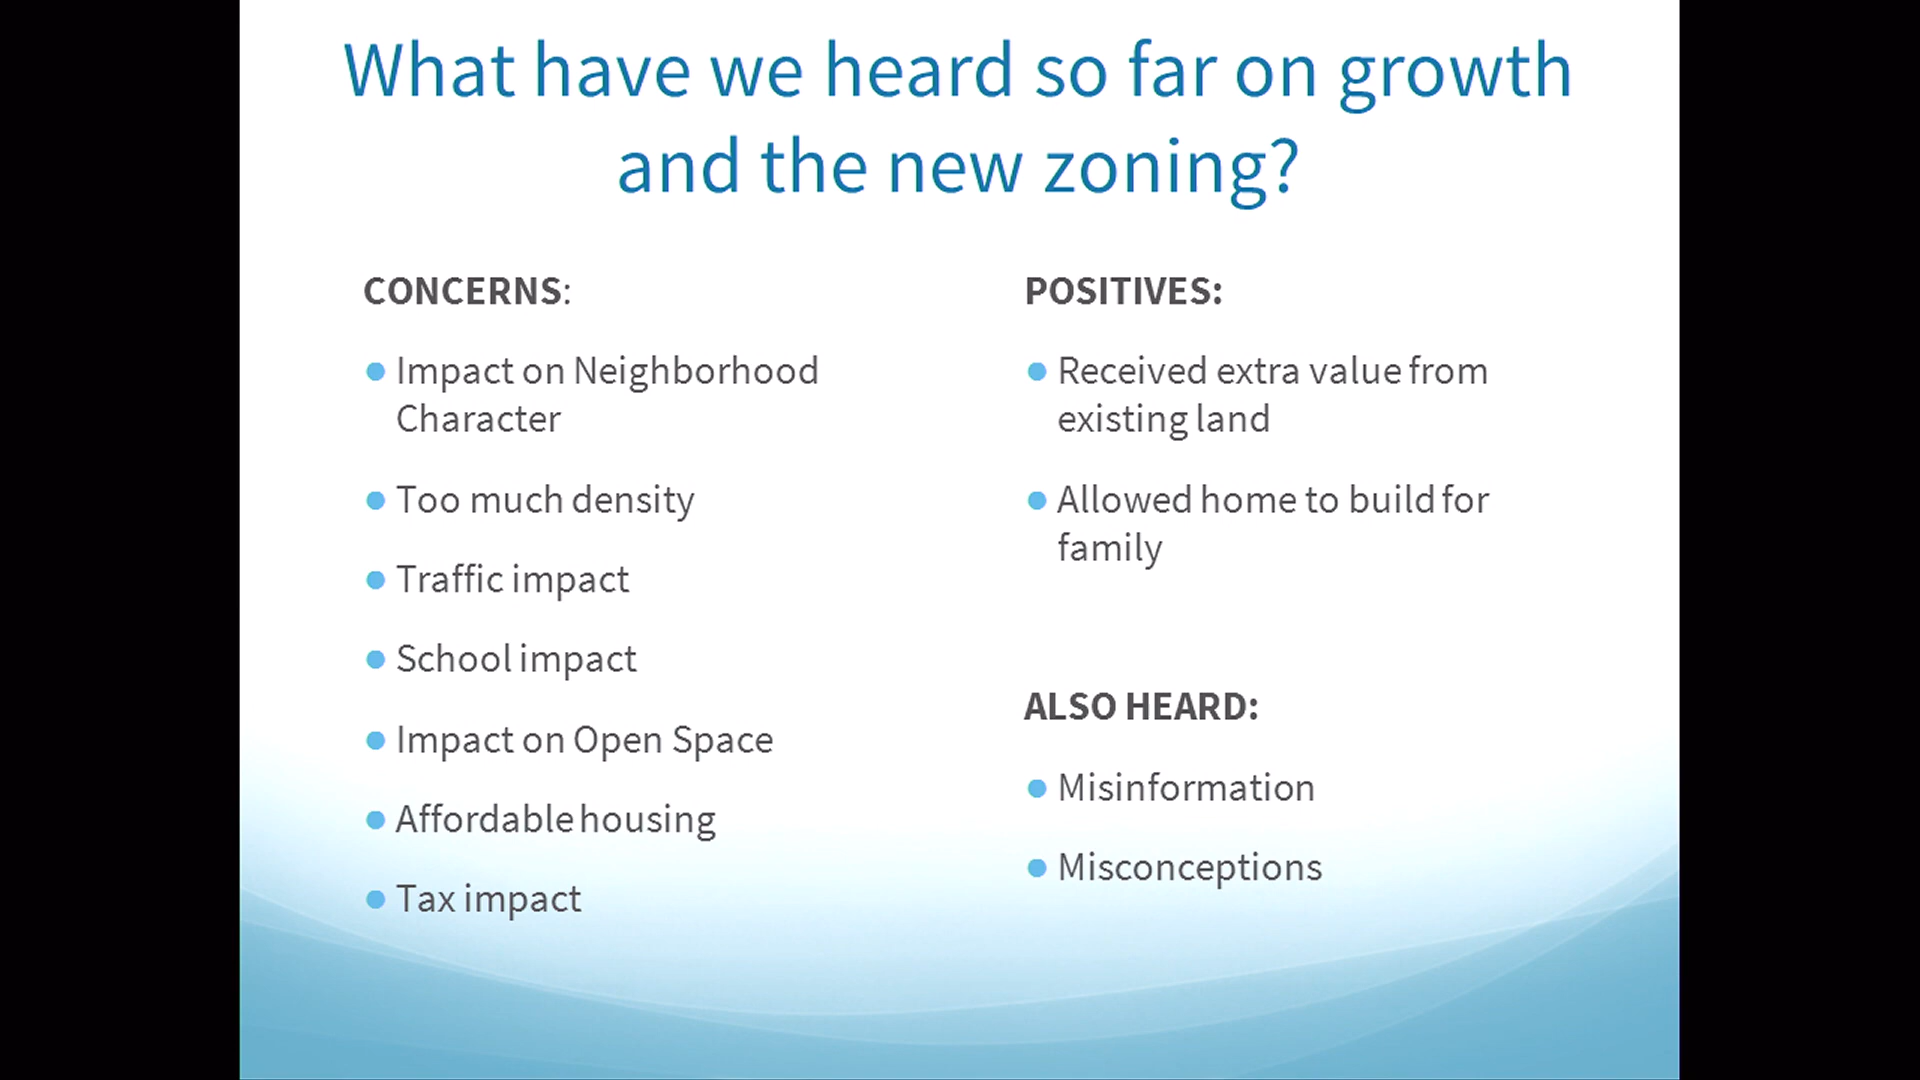 What have we heard so far on growth
and the new zoning?
CONCERNS:
Impact on Neighborhood
Character
Too much density
Traffic impact
School impact
Impact on Open Space
Affordable housing
Tax impact
POSITIVES:
Received extra value from
existing land
Allowed home to build for
family
ALSO HEARD:
Misinformation
Misconceptions